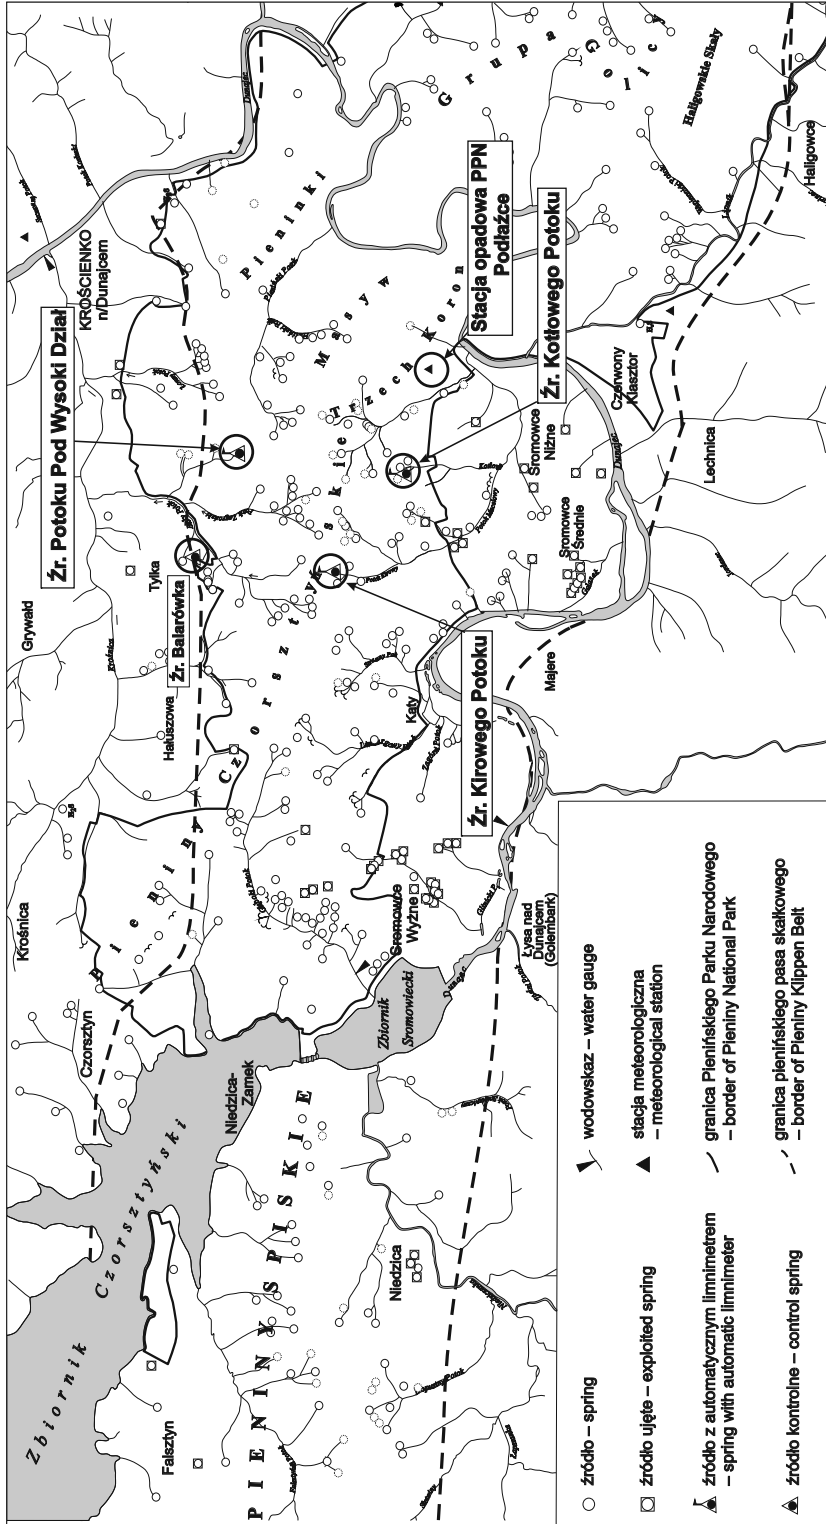 Zbiornik Czorsztyński
Falsztyn
PIENINY SPISKIE
Niedzica
Niedzica-
Zamek
Czorsztyn
Zbiornik
Sromowiecki
Dunajec
Krośnica
Pieniny
Czorsztyńskie
Hałuszowa
Grywałd
Tylka
Krośnica
KROŚCIENKO
n/Dunajcem
Dunajec
Źr. Potoku Pod Wysoki Dział
Źr. Bałarówka
Źr. Kirowego Potoku
Źr. Kotłowego Potoku
Stacja opadowa PPN
Podłaźce
Masyw
Trzech Koron
Pieninki
Grupa
Golicy
Haligowskie Skały
Haligowce
Lechnica
Czerwony
Klasztor
Sromowce
Niżne
Sromowce
Średnie
Dunajec
Majere
Kąty
Sromowce
Wyżne
Łysa nad
Dunajcem
(Golembark)
źródło – spring
źródło ujęte – exploited spring
źródło z automatycznym limnimetrem
– spring with automatic limnimeter
źródło kontrolne – control spring
wodowskaz – water gauge
stacja meteorologiczna
– meteorological station
granica Pienińskiego Parku Narodowego
– border of Pieniny National Park
granica pienińskiego pasa skałkowego
– border of Pieniny Klippen Belt